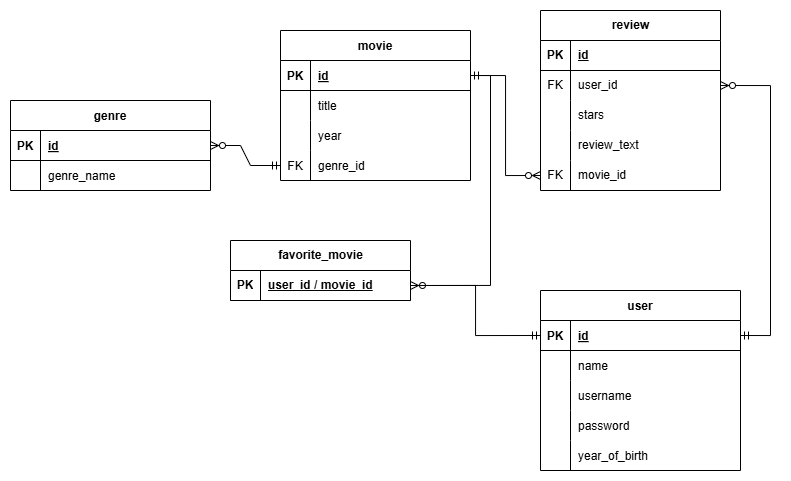 genre
PK id
genre_name
movie
PK id
title
year
FK genre_id
review
PK id
FK user_id
stars
review_text
FK movie_id
favorite_movie
PK user_id / movie_id
user
PK id
name
username
password
year_of_birth